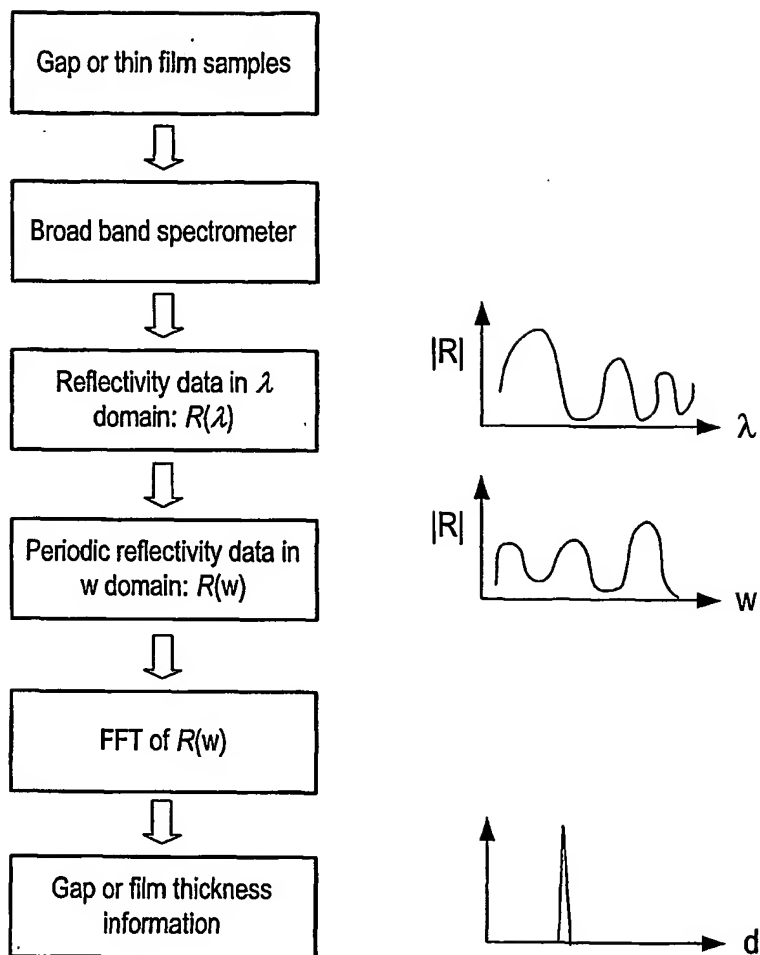 Gap or thin film samples
Broad band spectrometer
Reflectivity data in λ
domain: R(λ)
|R|
λ
Periodic reflectivity data in
w domain: R(w)
|R|
w
FFT of R(w)
Gap or film thickness
information
d